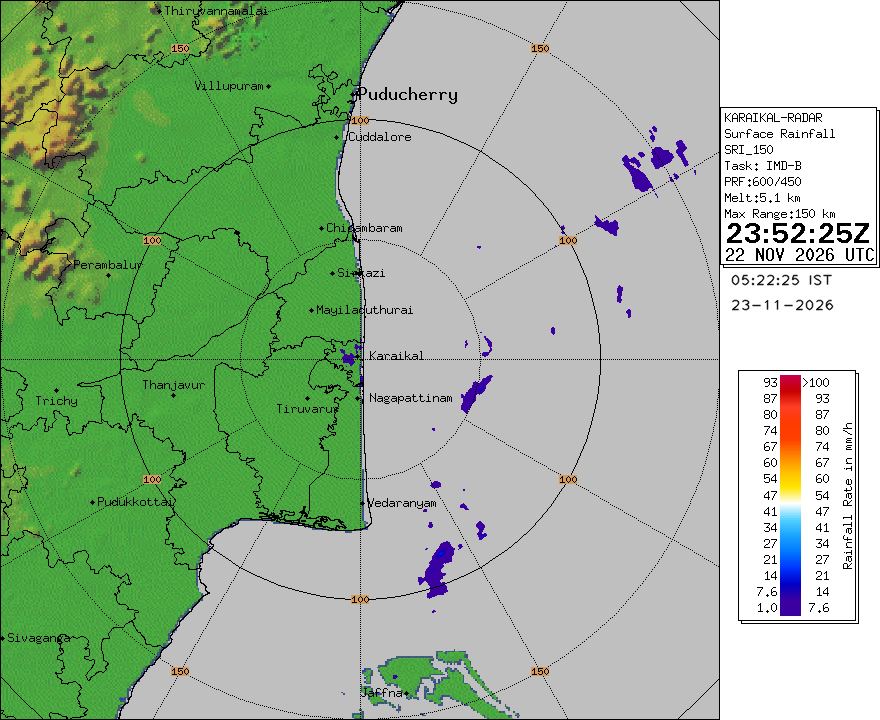 Thiruvannamalai
150
150
Villupuram
Puducherry
100
Cuddalore
Chidambaram
100
100
Perambalur
Sirkazi
Mayiladuthurai
Karaikal
Thanjavur
Trichy
Tiruvarur
Nagapattinam
100
100
Pudukkottai
Vedaranyam
100
Sivaganga
150
150
Jaffna
KARAIKAL-RADAR
Surface Rainfall
SRI_150
Task: IMD-B
PRF:600/450
Melt:5.1 km
Max Range:150 km
23:52:25Z
22 NOV 2026 UTC
05:22:25 IST
23-11-2026
93 >100
87 93
80 87
74 80
67 74
60 67
54 60
47 54
41 47
34 41
27 34
21 27
14 21
7.6 14
1.0 7.6
Rainfall Rate in mm/h